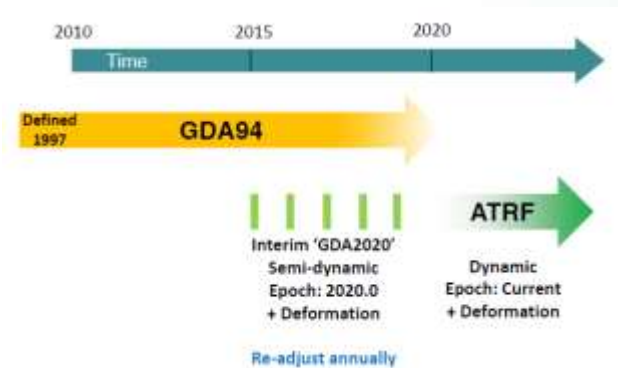 2010 2015 2020
Time
Defined
1997
GDA94
ATRF
Interim ‘GDA2020’
Semi-dynamic
Epoch: 2020.0
+ Deformation
Dynamic
Epoch: Current
+ Deformation
Re-adjust annually